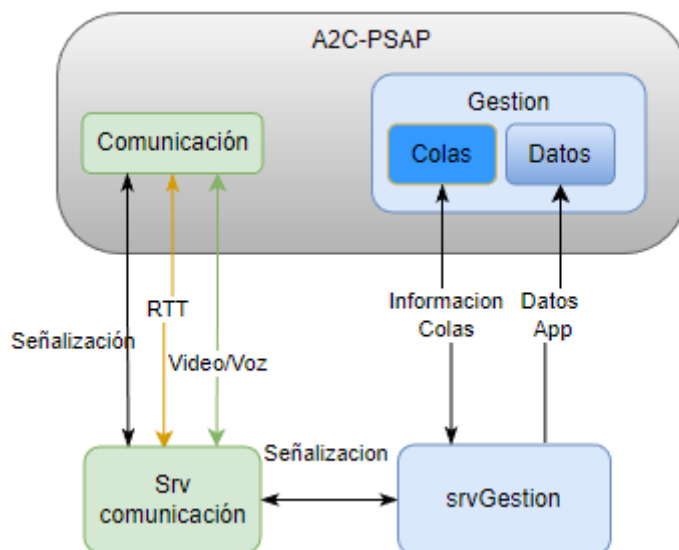 A2C-PSAP
Gestion
Comunicación
Colas
Datos
RTT
Señalización
Video/Voz
Informacion
Colas
Datos
App
Señalizacion
Srv
comunicación
srvGestion